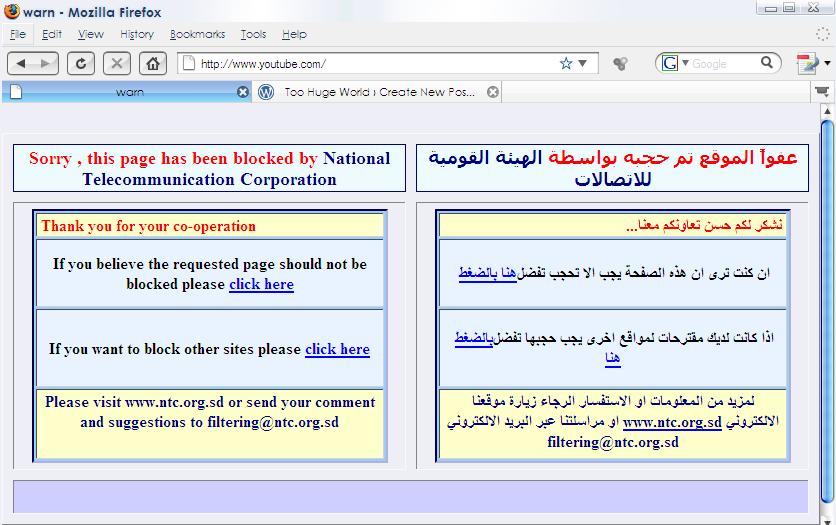 warn - Mozilla Firefox
File Edit View History Bookmarks Tools Help
http://www.youtube.com/
Google
warn
Too Huge World › Create New Pos...
Sorry , this page has been blocked by National
Telecommunication Corporation
Thank you for your co-operation
If you believe the requested page should not be
blocked please click here
If you want to block other sites please click here
Please visit www.ntc.org.sd or send your comment
and suggestions to filtering@ntc.org.sd
عفواً الموقع تم حجبه بواسطة الهيئة القومية
للاتصالات
نشكر لكم حسن تعاونكم معنا...
ان كنت ترى ان هذه الصفحة يجب الا تحجب تفضل هنا بالضغط
اذا كانت لديك مقترحات لمواقع اخرى يجب حجبها تفضل بالضغط
هنا
لمزيد من المعلومات او الاستفسار الرجاء زيارة موقعنا
الالكتروني www.ntc.org.sd او مراسلتنا عبر البريد الالكتروني
filtering@ntc.org.sd